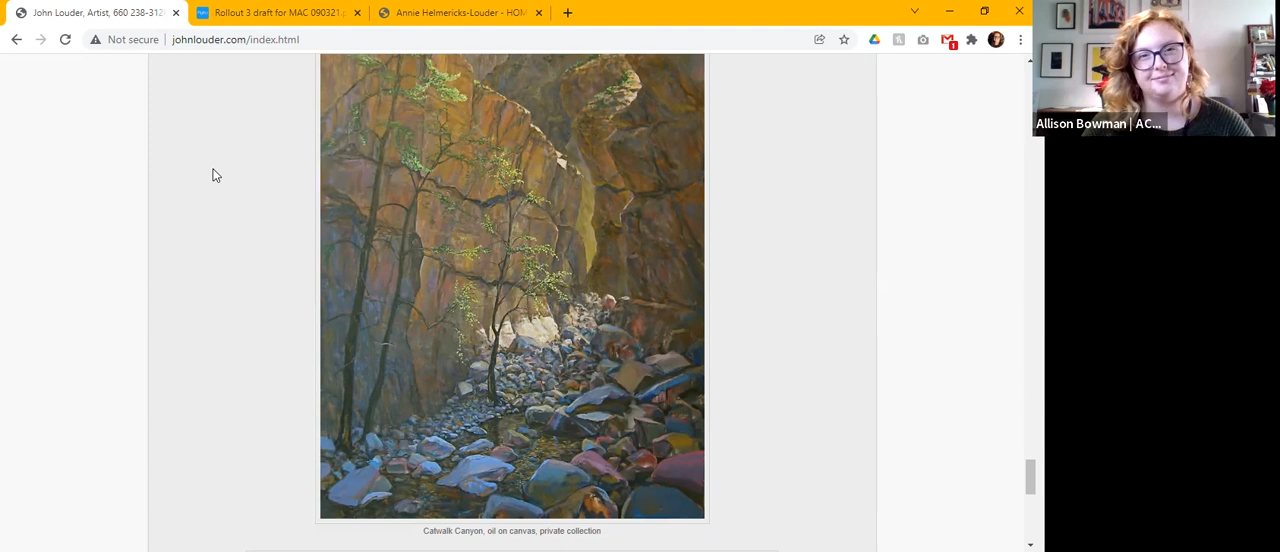 John Louder, Artist, 660 238-312
Rollout 3 draft for MAC 090321.p
Annie Helmericks-Louder - HOM
Not secure
johnlouder.com/index.html
1
Allison Bowman | AC...
Catwalk Canyon, oil on canvas, private collection